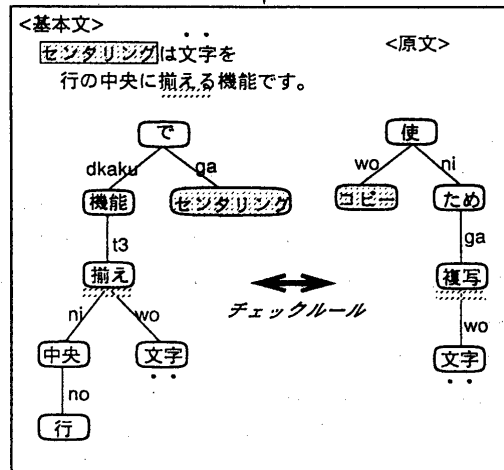 <基本文>
<原文>
センタリングは文字を
行の中央に揃える機能です。
で
使
dkaku
ga
wo
ni
機能
センタリング
コピー
ため
t3
ga
揃え
複写
チェックルール
ni
wo
wo
中央
文字
文字
no
行